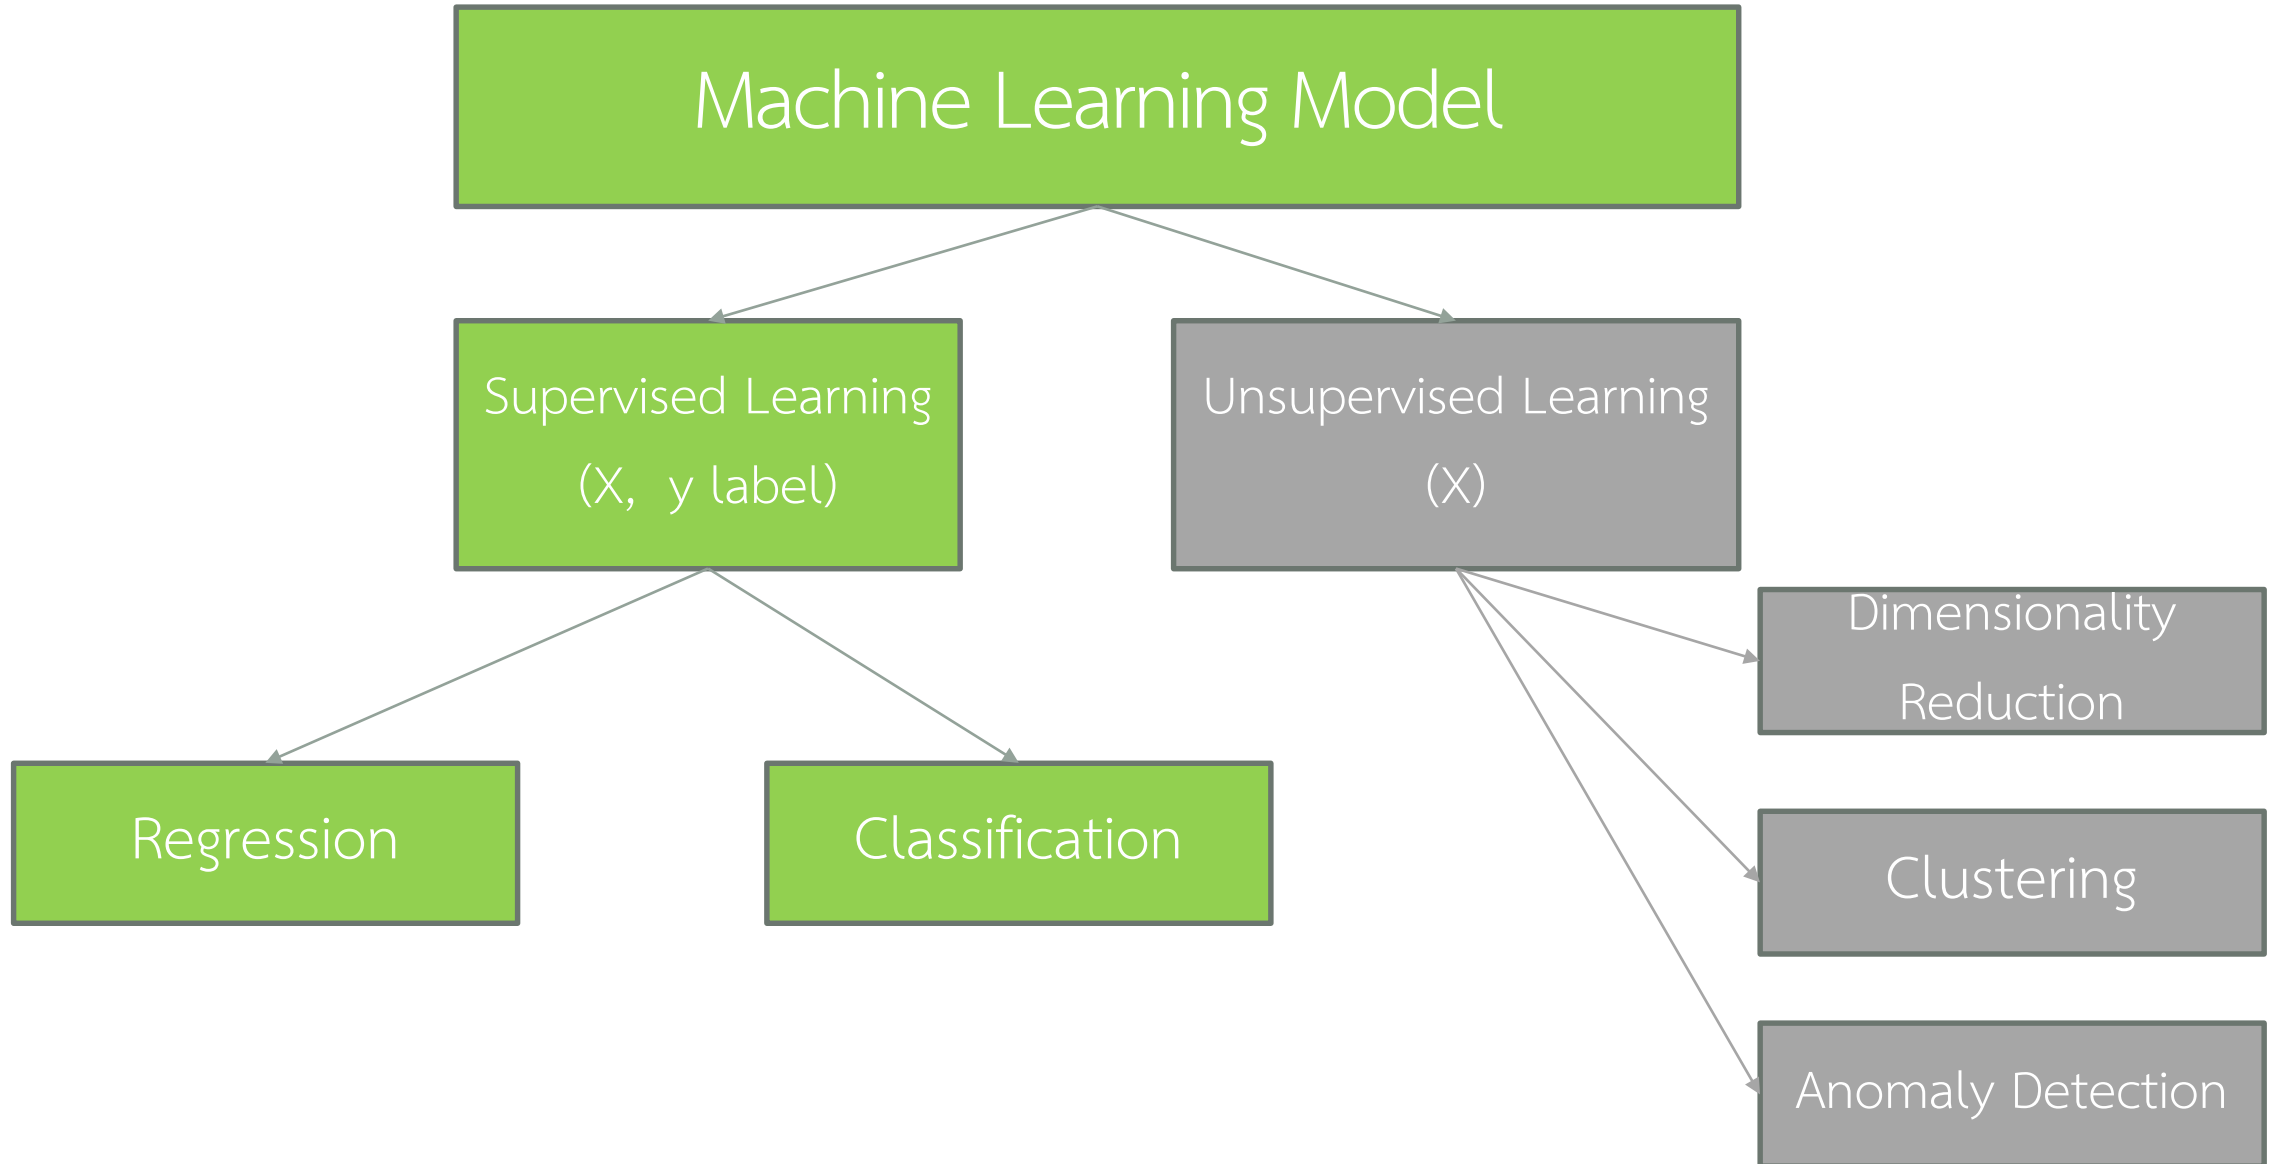 Machine Learning Model
Supervised Learning
(X, y label)
Unsupervised Learning
(X)
Dimensionality
Reduction
Regression
Classification
Clustering
Anomaly Detection